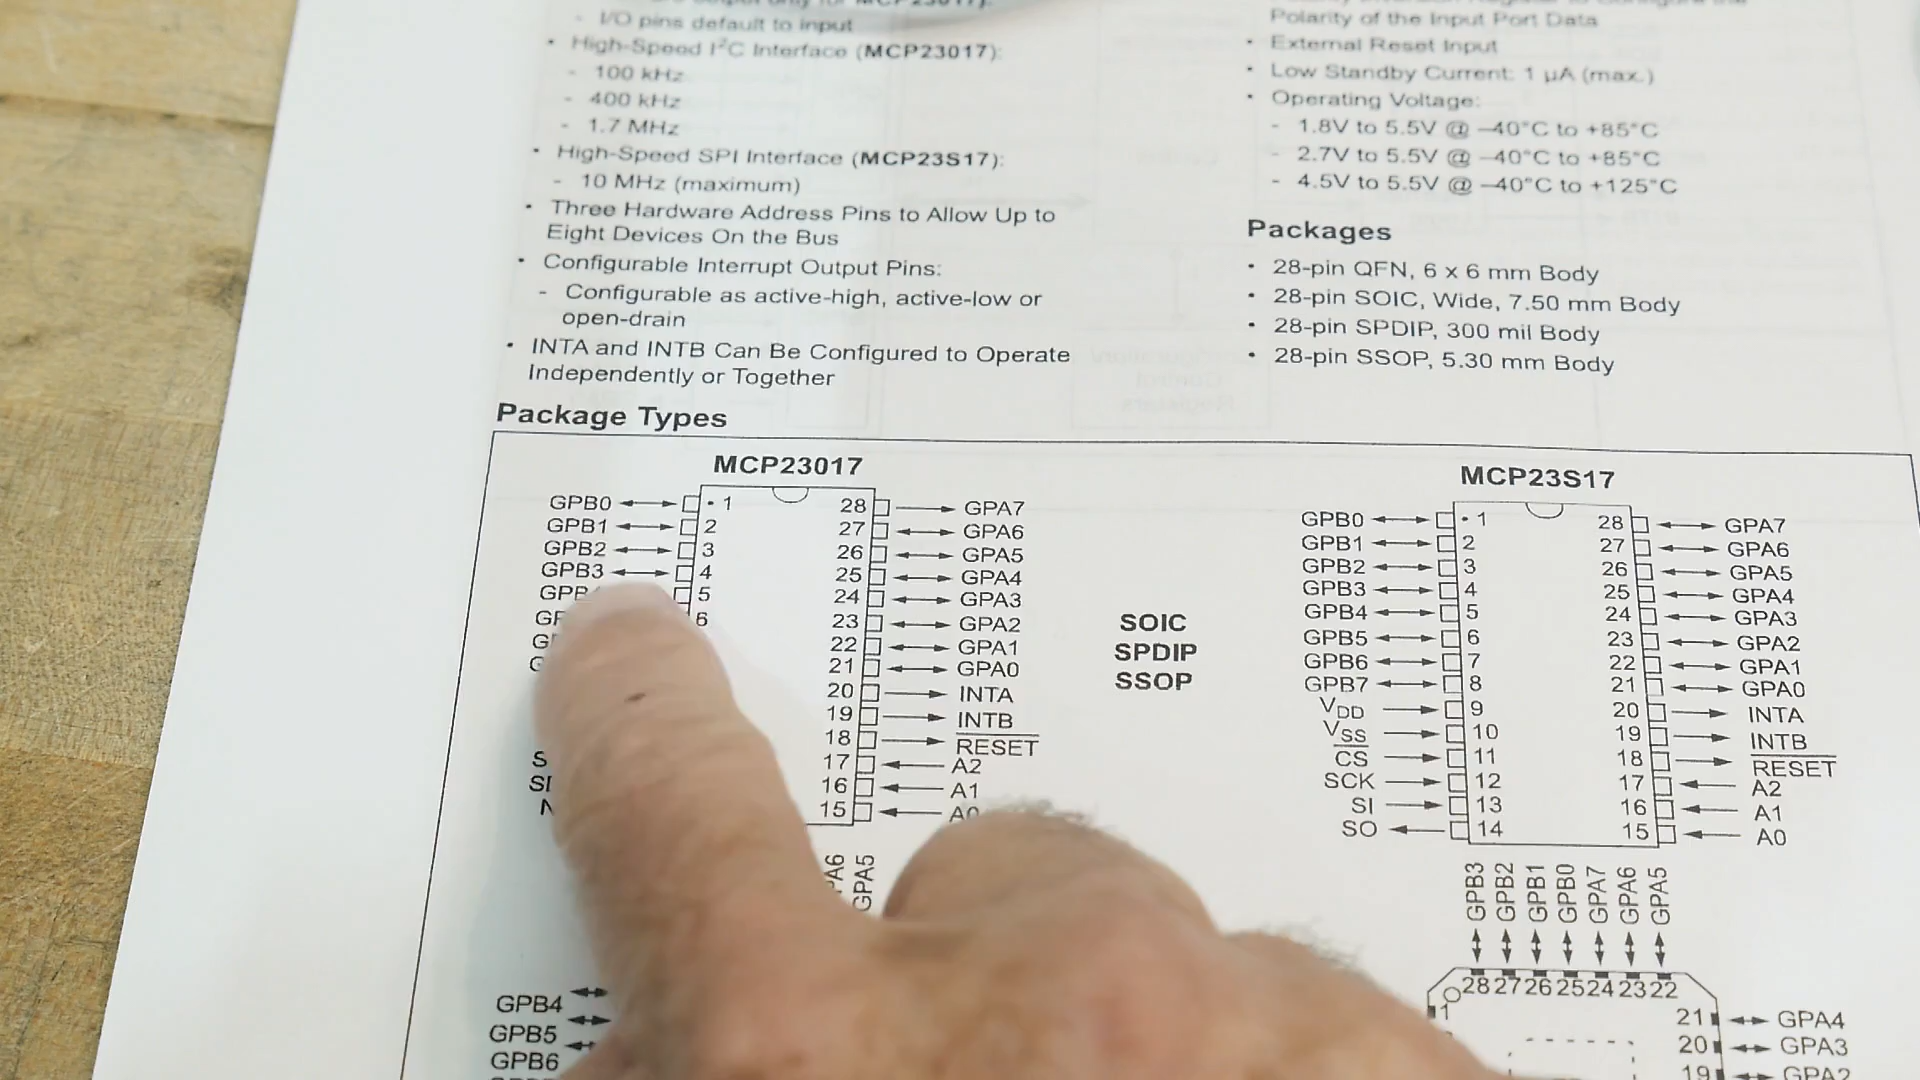 I/O pins default to input
• High-Speed I²C Interface (MCP23017):
- 100 kHz
- 400 kHz
- 1.7 MHz
• High-Speed SPI Interface (MCP23S17):
- 10 MHz (maximum)
• Three Hardware Address Pins to Allow Up to
Eight Devices On the Bus
• Configurable Interrupt Output Pins:
- Configurable as active-high, active-low or
open-drain
• INTA and INTB Can Be Configured to Operate
Independently or Together
Polarity of the Input Port Data
• External Reset Input
• Low Standby Current: 1 µA (max.)
• Operating Voltage:
- 1.8V to 5.5V @ –40°C to +85°C
- 2.7V to 5.5V @ –40°C to +85°C
- 4.5V to 5.5V @ –40°C to +125°C
Packages
• 28-pin QFN, 6 x 6 mm Body
• 28-pin SOIC, Wide, 7.50 mm Body
• 28-pin SPDIP, 300 mil Body
• 28-pin SSOP, 5.30 mm Body
Package Types
MCP23017
GPB0 1 28 GPA7
GPB1 2 27 GPA6
GPB2 3 26 GPA5
GPB3 4 25 GPA4
5 24 GPA3
6 23 GPA2
22 GPA1
21 GPA0
20 INTA
19 INTB
18 RESET
17 A2
16 A1
15 A0
GPA5
GPB4
GPB5
GPB6
SOIC
SPDIP
SSOP
MCP23S17
GPB0 1 28 GPA7
GPB1 2 27 GPA6
GPB2 3 26 GPA5
GPB3 4 25 GPA4
GPB4 5 24 GPA3
GPB5 6 23 GPA2
GPB6 7 22 GPA1
GPB7 8 21 GPA0
VDD 9 20 INTA
VSS 10 19 INTB
CS 11 18 RESET
SCK 12 17 A2
SI 13 16 A1
SO 14 15 A0
GPB3 GPB2 GPB1 GPB0 GPA7 GPA6 GPA5
28 27 26 25 24 23 22
1 21 GPA4
20 GPA3
19 GPA2